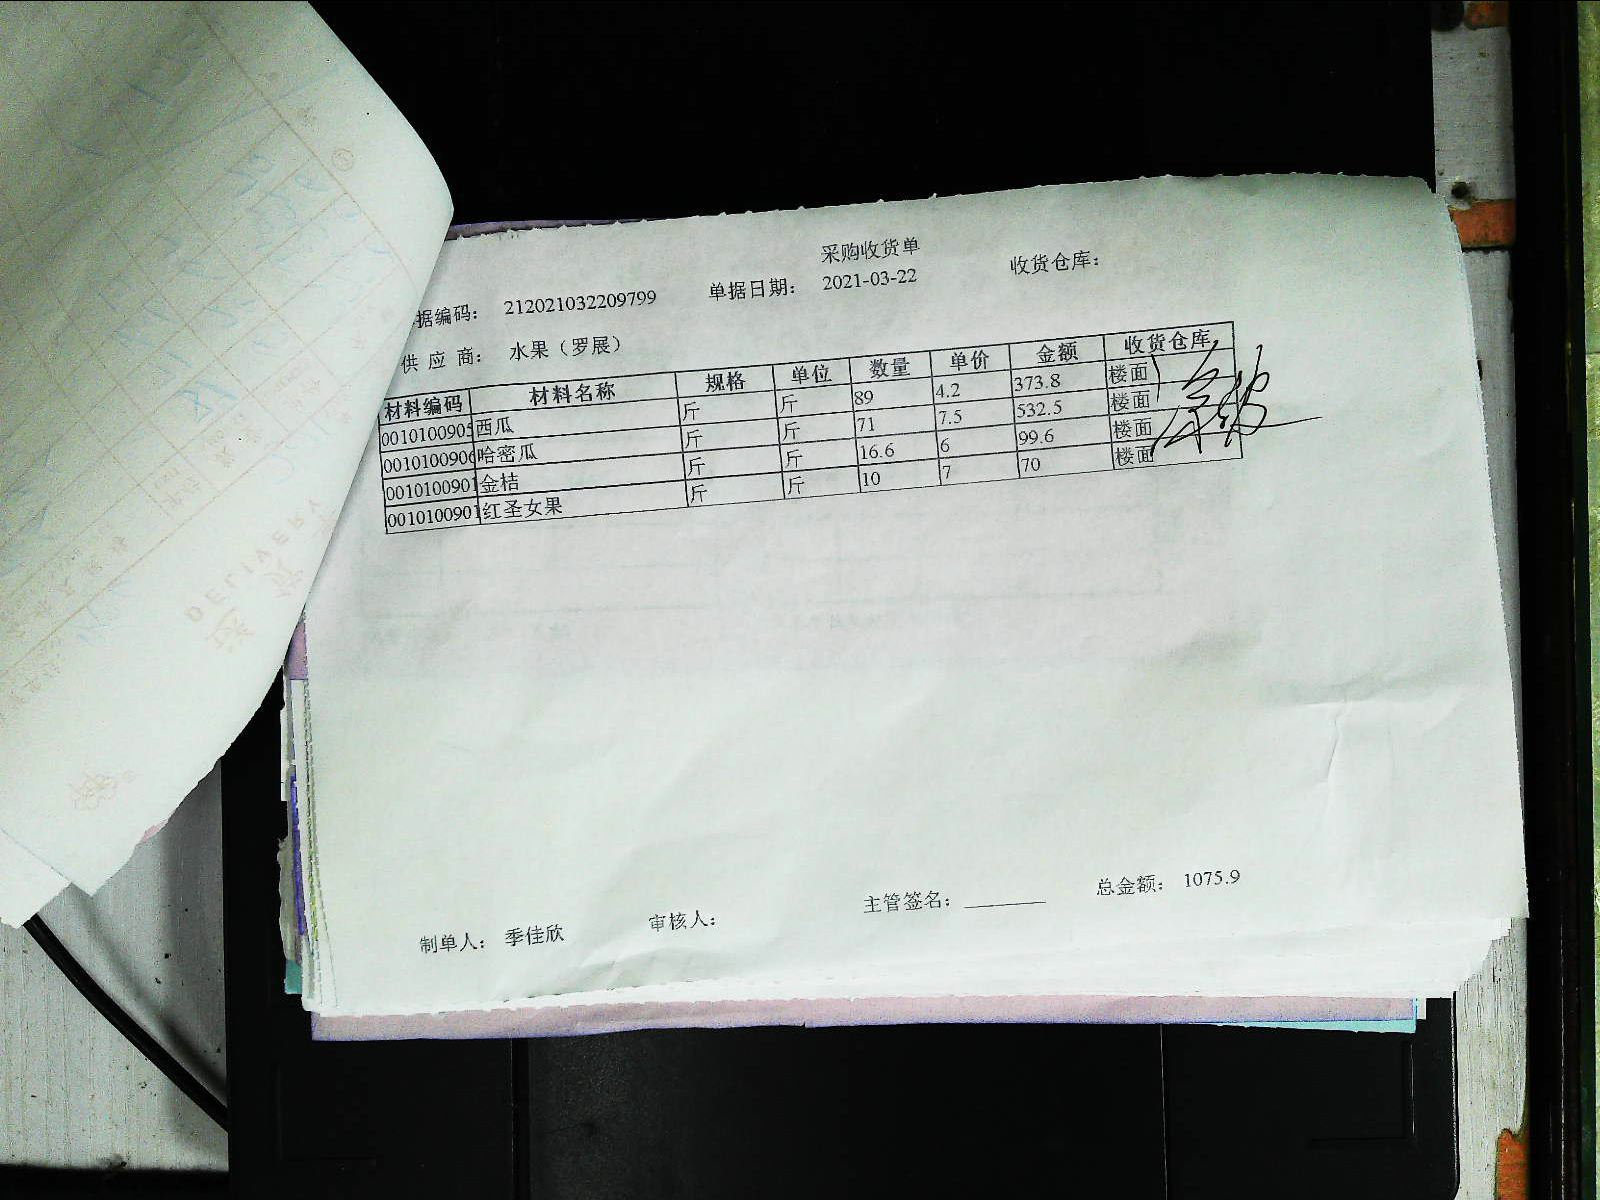 采购收货单
据编码： 212021032209799 单据日期： 2021-03-22 收货仓库：
供 应 商： 水果（罗展）
材料编码 材料名称 规格 单位 数量 单价 金额 收货仓库
0010100905 西瓜 斤 斤 89 4.2 373.8 楼面
0010100906 哈密瓜 斤 斤 71 7.5 532.5 楼面
001010090 金桔 斤 斤 16.6 6 99.6 楼面
001010090 红圣女果 斤 斤 10 7 70 楼面
制单人： 季佳欣 审核人： 主管签名： 总金额： 1075.9
DELIVERY